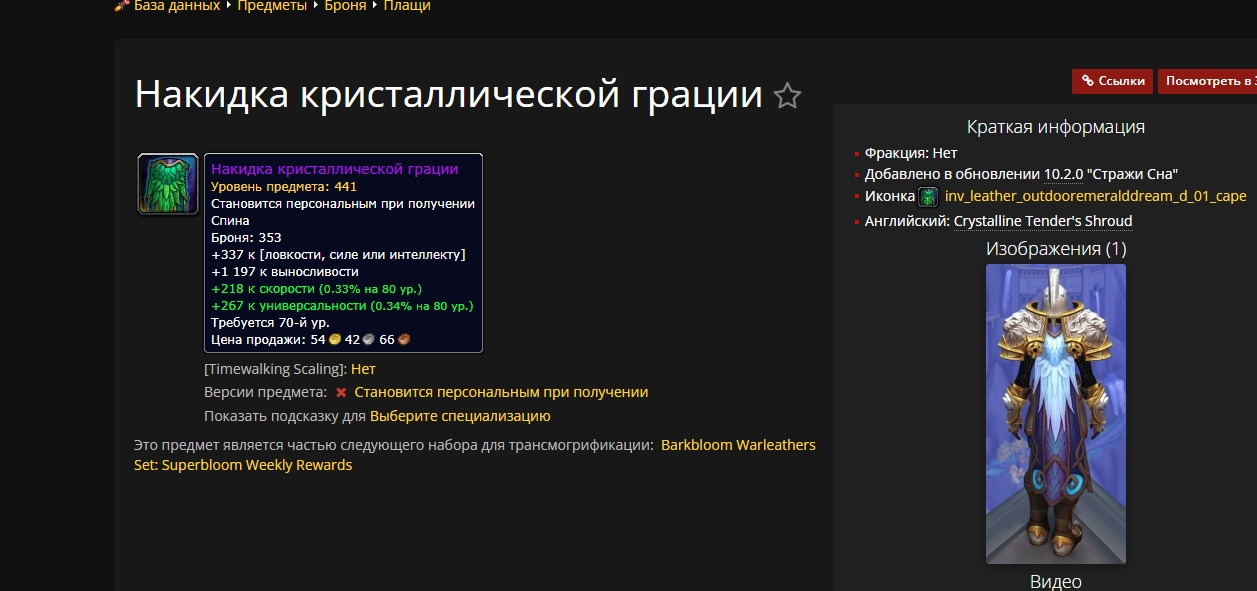 База данных Предметы Броня Плащи
Накидка кристаллической грации
Ссылки
Посмотреть в
Накидка кристаллической грации
Уровень предмета: 441
Становится персональным при получении
Спина
Броня: 353
+337 к [ловкости, силе или интеллекту]
+1 197 к выносливости
+218 к скорости (0.33% на 80 ур.)
+267 к универсальности (0.34% на 80 ур.)
Требуется 70-й ур.
Цена продажи: 54 42 66
[Timewalking Scaling]: Нет
Версии предмета: Становится персональным при получении
Показать подсказку для Выберите специализацию
Это предмет является частью следующего набора для трансмогрификации: Barkbloom Warleathers
Set: Superbloom Weekly Rewards
Краткая информация
Фракция: Нет
Добавлено в обновлении 10.2.0 "Стражи Сна"
Иконка inv_leather_outdooremeralddream_d_01_cape
Английский: Crystalline Tender's Shroud
Изображения (1)
Видео